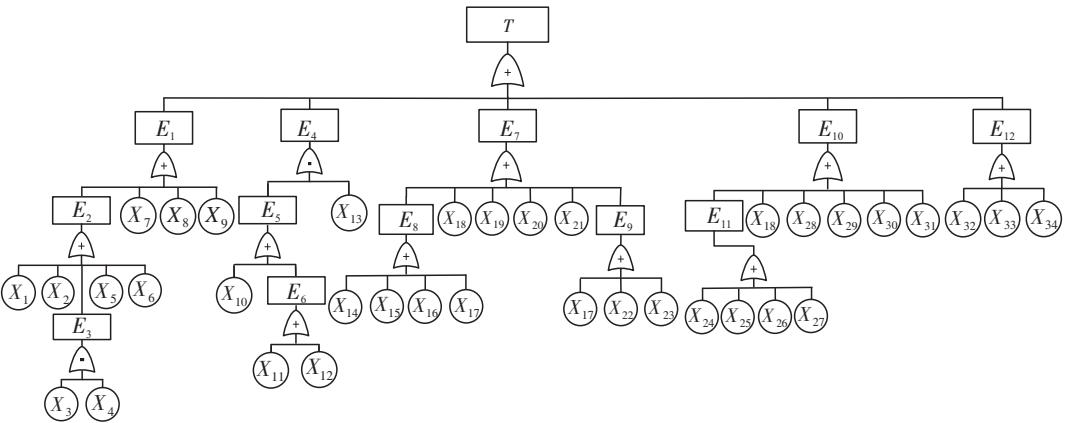 T
+
E₁ E₄ E₇ E₁₀ E₁₂
+ · + + +
E₂ X₇ X₈ X₉ E₅ X₁₃ E₈ X₁₈ X₁₉ X₂₀ X₂₁ E₉ E₁₁ X₁₈ X₂₈ X₂₉ X₃₀ X₃₁ X₃₂ X₃₃ X₃₄
+ + + + +
X₁ X₂ X₅ X₆ X₁₀ E₆ X₁₄ X₁₅ X₁₆ X₁₇ X₁₇ X₂₂ X₂₃ X₂₄ X₂₅ X₂₆ X₂₇
E₃ +
· X₁₁ X₁₂
X₃ X₄